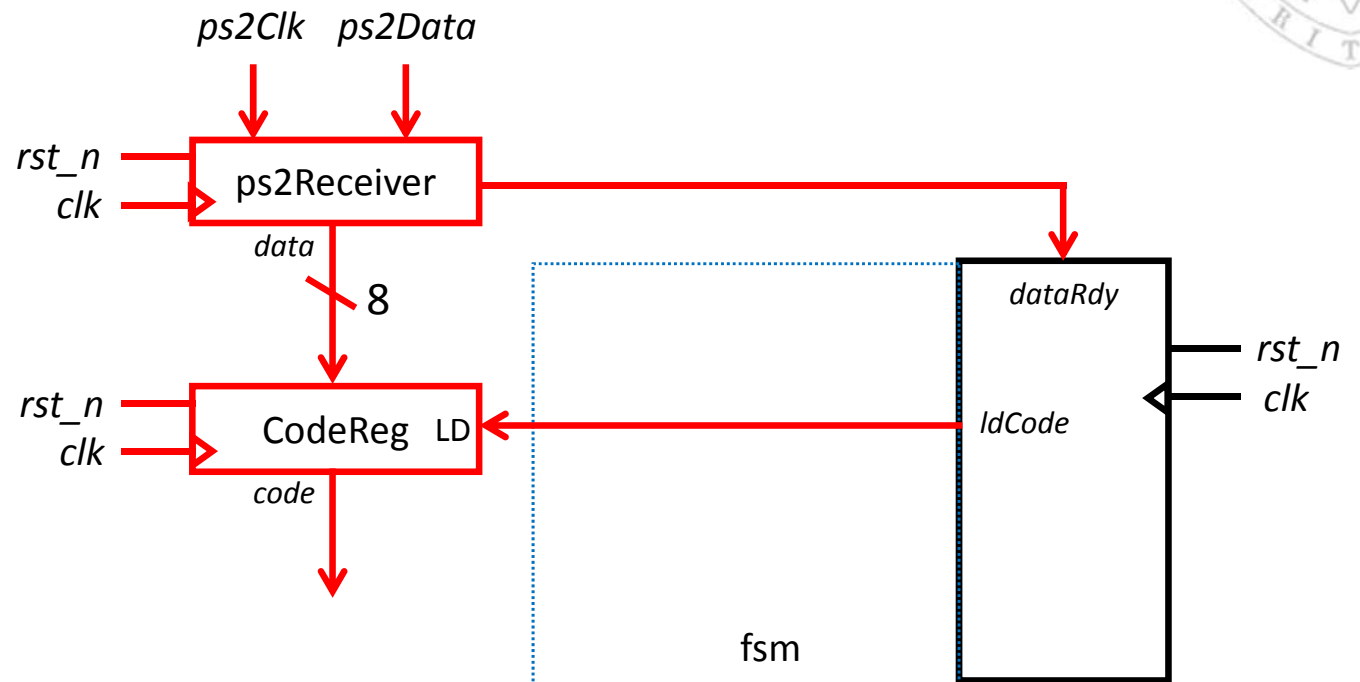 ps2Clk ps2Data
R I T
rst_n
clk
ps2Receiver
data
8
dataRdy
rst_n
clk
rst_n
clk
CodeReg LD
ldCode
code
fsm